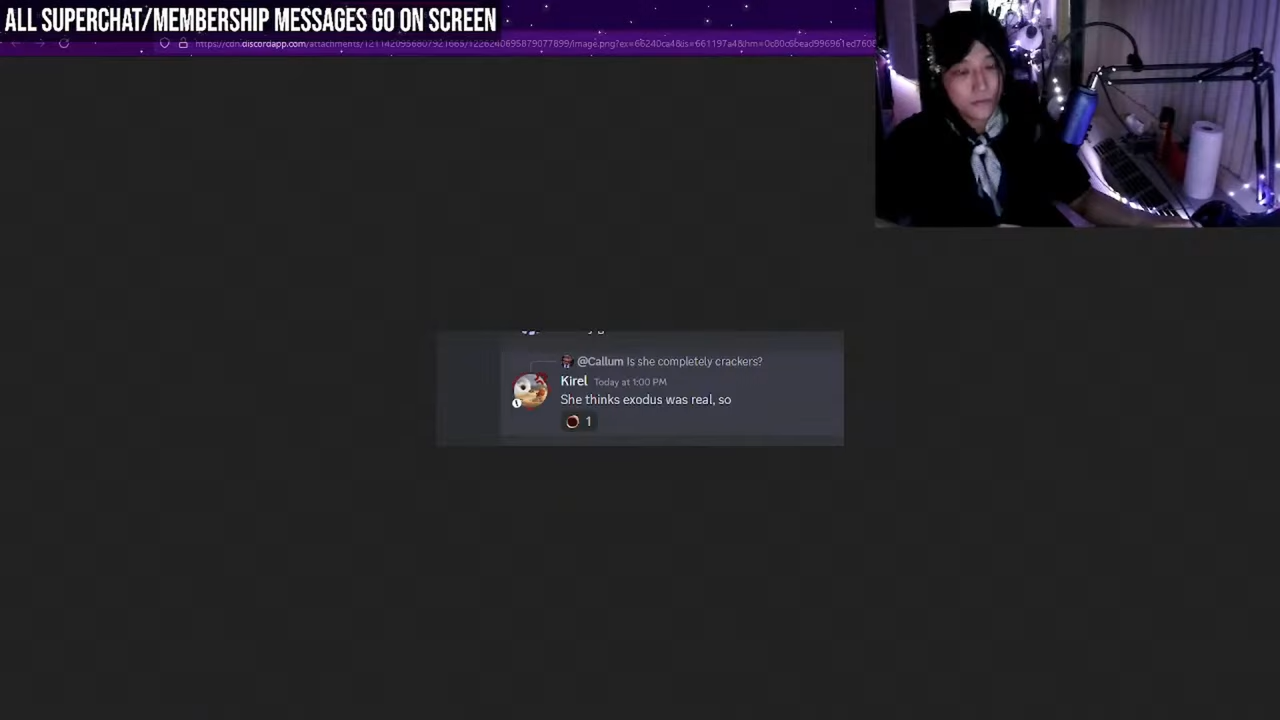 ALL SUPERCHAT/MEMBERSHIP MESSAGES GO ON SCREEN
@Callum Is she completely crackers?
Kirel Today at 1:00 PM
She thinks exodus was real, so
1